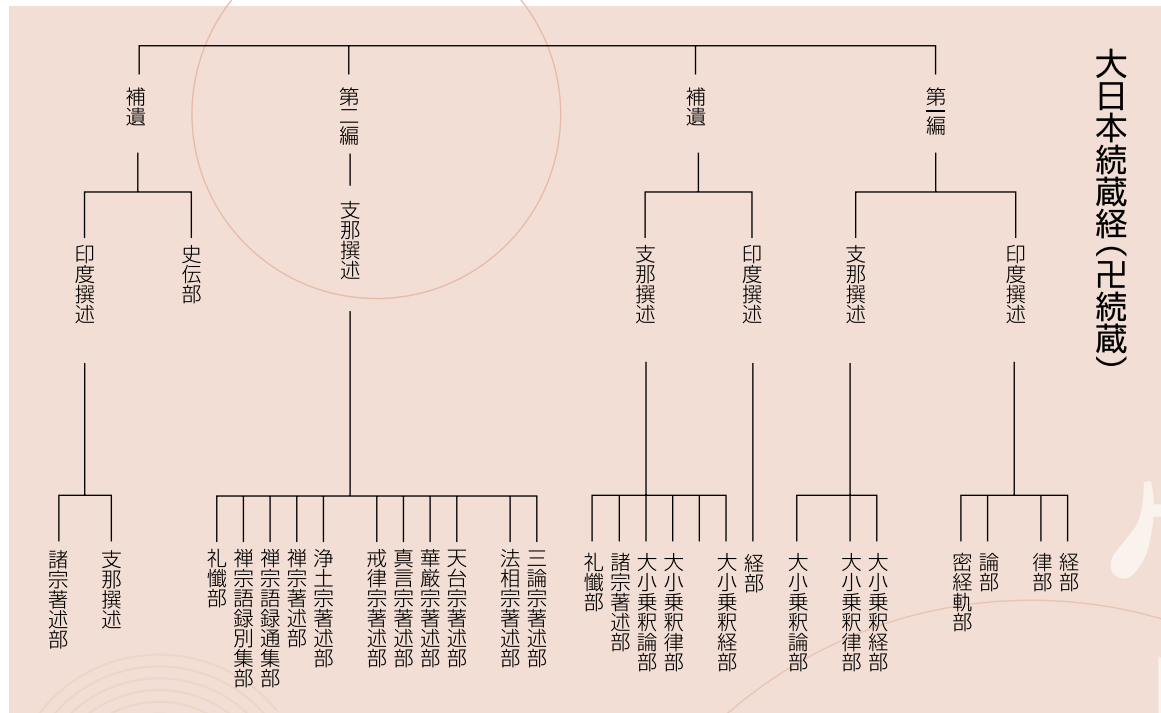 大日本続蔵経(卍続蔵)
第一編
補遺
第二編
補遺
印度撰述
支那撰述
印度撰述
支那撰述
支那撰述
史伝部
印度撰述
経部
律部
論部
密経軌部
大小乗釈経部
大小乗釈律部
大小乗釈論部
経部
大小乗釈経部
大小乗釈律部
大小乗釈論部
諸宗著述部
礼懺部
三論宗著述部
法相宗著述部
天台宗著述部
華厳宗著述部
真言宗著述部
戒律宗著述部
浄土宗著述部
禅宗著述部
禅宗語録通集部
禅宗語録別集部
礼懺部
支那撰述
諸宗著述部